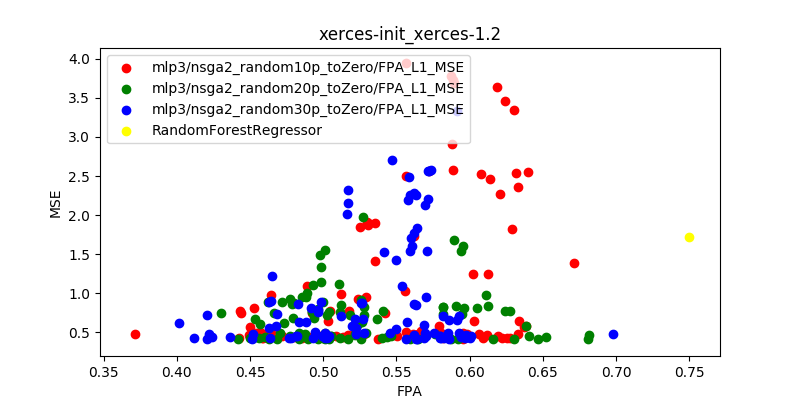 xerces-init_xerces-1.2
mlp3/nsga2_random10p_toZero/FPA_L1_MSE
mlp3/nsga2_random20p_toZero/FPA_L1_MSE
mlp3/nsga2_random30p_toZero/FPA_L1_MSE
RandomForestRegressor
MSE
4.0
3.5
3.0
2.5
2.0
1.5
1.0
0.5
0.35 0.40 0.45 0.50 0.55 0.60 0.65 0.70 0.75
FPA